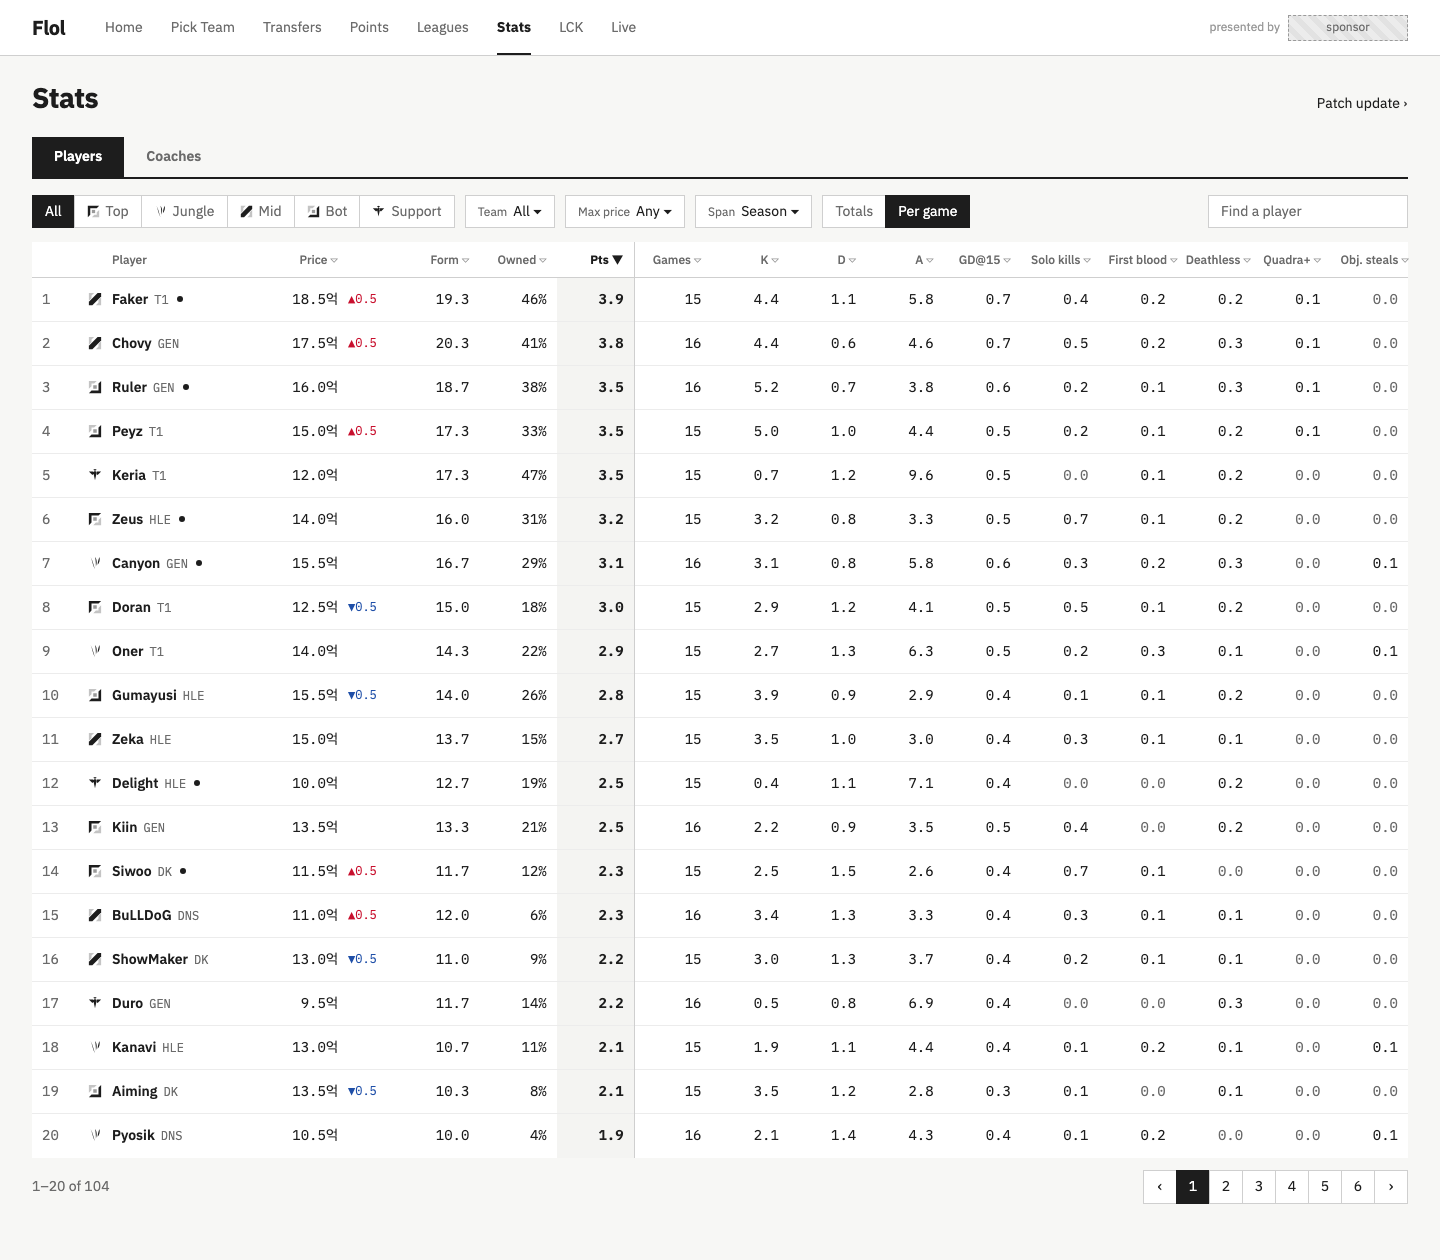 Flol Home Pick Team Transfers Points Leagues Stats LCK Live presented by sponsor
Stats Patch update ›
Players Coaches
All Top Jungle Mid Bot Support Team All Max price Any Span Season Totals Per game Find a player
Player Price Form Owned Pts ▼ Games K D A GD@15 Solo kills First blood Deathless Quadra+ Obj. steals
1 Faker T1 ● 18.5억 ▲0.5 19.3 46% 3.9 15 4.4 1.1 5.8 0.7 0.4 0.2 0.2 0.1 0.0
2 Chovy GEN 17.5억 ▲0.5 20.3 41% 3.8 16 4.4 0.6 4.6 0.7 0.5 0.2 0.3 0.1 0.0
3 Ruler GEN ● 16.0억 18.7 38% 3.5 16 5.2 0.7 3.8 0.6 0.2 0.1 0.3 0.1 0.0
4 Peyz T1 15.0억 ▲0.5 17.3 33% 3.5 15 5.0 1.0 4.4 0.5 0.2 0.1 0.2 0.1 0.0
5 Keria T1 12.0억 17.3 47% 3.5 15 0.7 1.2 9.6 0.5 0.0 0.1 0.2 0.0 0.0
6 Zeus HLE ● 14.0억 16.0 31% 3.2 15 3.2 0.8 3.3 0.5 0.7 0.1 0.2 0.0 0.0
7 Canyon GEN ● 15.5억 16.7 29% 3.1 16 3.1 0.8 5.8 0.6 0.3 0.2 0.3 0.0 0.1
8 Doran T1 12.5억 ▼0.5 15.0 18% 3.0 15 2.9 1.2 4.1 0.5 0.5 0.1 0.2 0.0 0.0
9 Oner T1 14.0억 14.3 22% 2.9 15 2.7 1.3 6.3 0.5 0.2 0.3 0.1 0.0 0.1
10 Gumayusi HLE 15.5억 ▼0.5 14.0 26% 2.8 15 3.9 0.9 2.9 0.4 0.1 0.1 0.2 0.0 0.0
11 Zeka HLE 15.0억 13.7 15% 2.7 15 3.5 1.0 3.0 0.4 0.3 0.1 0.1 0.0 0.0
12 Delight HLE ● 10.0억 12.7 19% 2.5 15 0.4 1.1 7.1 0.4 0.0 0.0 0.2 0.0 0.0
13 Kiin GEN 13.5억 13.3 21% 2.5 16 2.2 0.9 3.5 0.5 0.4 0.0 0.2 0.0 0.0
14 Siwoo DK ● 11.5억 ▲0.5 11.7 12% 2.3 15 2.5 1.5 2.6 0.4 0.7 0.1 0.0 0.0 0.0
15 BuLLDoG DNS 11.0억 ▲0.5 12.0 6% 2.3 16 3.4 1.3 3.3 0.4 0.3 0.1 0.1 0.0 0.0
16 ShowMaker DK 13.0억 ▼0.5 11.0 9% 2.2 15 3.0 1.3 3.7 0.4 0.2 0.1 0.1 0.0 0.0
17 Duro GEN 9.5억 11.7 14% 2.2 16 0.5 0.8 6.9 0.4 0.0 0.0 0.3 0.0 0.0
18 Kanavi HLE 13.0억 10.7 11% 2.1 15 1.9 1.1 4.4 0.4 0.1 0.2 0.1 0.0 0.1
19 Aiming DK 13.5억 ▼0.5 10.3 8% 2.1 15 3.5 1.2 2.8 0.3 0.1 0.0 0.1 0.0 0.0
20 Pyosik DNS 10.5억 10.0 4% 1.9 16 2.1 1.4 4.3 0.4 0.1 0.2 0.0 0.0 0.1
1–20 of 104 ‹ 1 2 3 4 5 6 ›